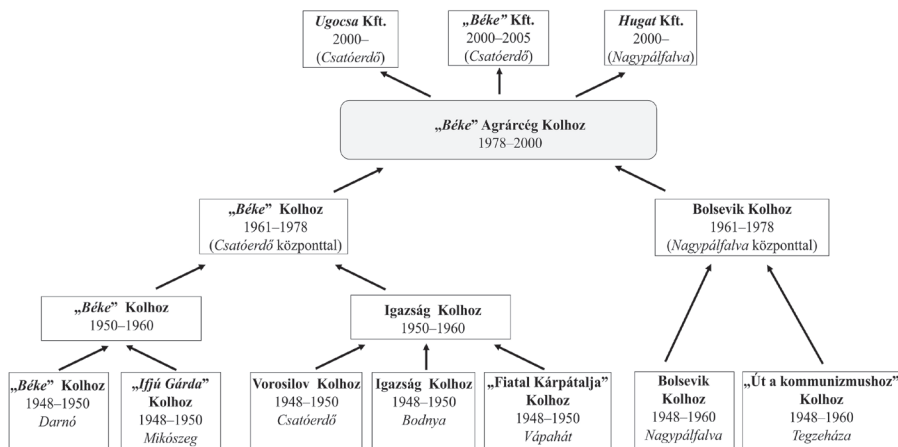 Ugocsa Kft.
2000–
(Csatóerdő)
„Béke” Kft.
2000–2005
(Csatóerdő)
Hugat Kft.
2000–
(Nagypálfalva)
„Béke” Agrárcég Kolhoz
1978–2000
„Béke” Kolhoz
1961–1978
(Csatóerdő központtal)
Bolsevik Kolhoz
1961–1978
(Nagypálfalva központtal)
„Béke” Kolhoz
1950–1960
Igazság Kolhoz
1950–1960
„Béke” Kolhoz
1948–1950
Darnó
„Ifjú Gárda”
Kolhoz
1948–1950
Mikószeg
Vorosilov Kolhoz
1948–1950
Csatóerdő
Igazság Kolhoz
1948–1950
Bodnya
„Fiatal Kárpátalja”
Kolhoz
1948–1950
Vápahát
Bolsevik
Kolhoz
1948–1960
Nagypálfalva
„Út a kommunizmushoz”
Kolhoz
1948–1960
Tegzeháza